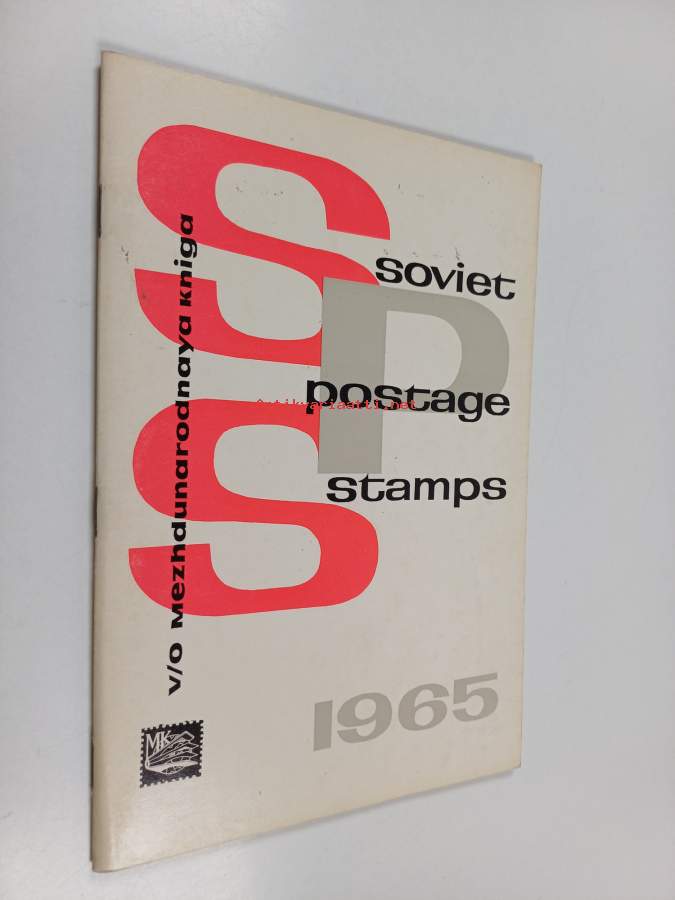 S
P
S
soviet
postage
stamps
v/o Mezhdunarodnaya Kniga
1965
MK
Antikvariaatti.net